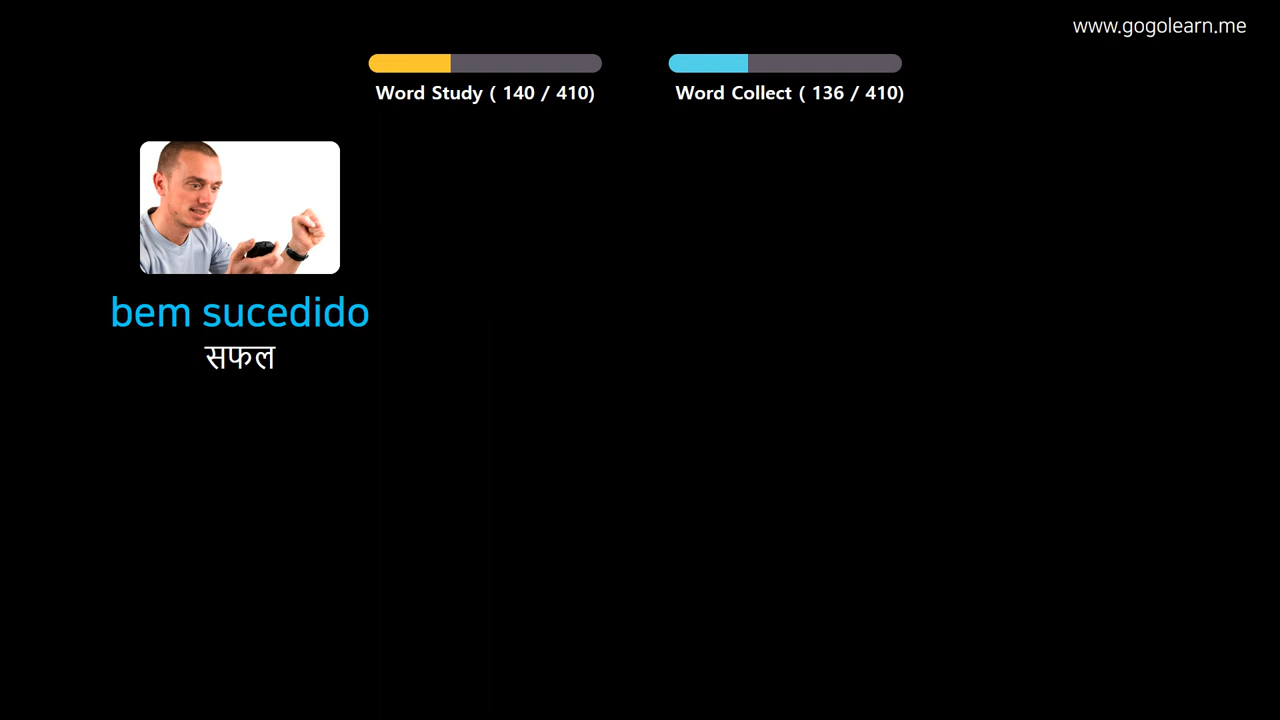 www.gogolearn.me
Word Study ( 140 / 410)
Word Collect ( 136 / 410)
bem sucedido
सफल